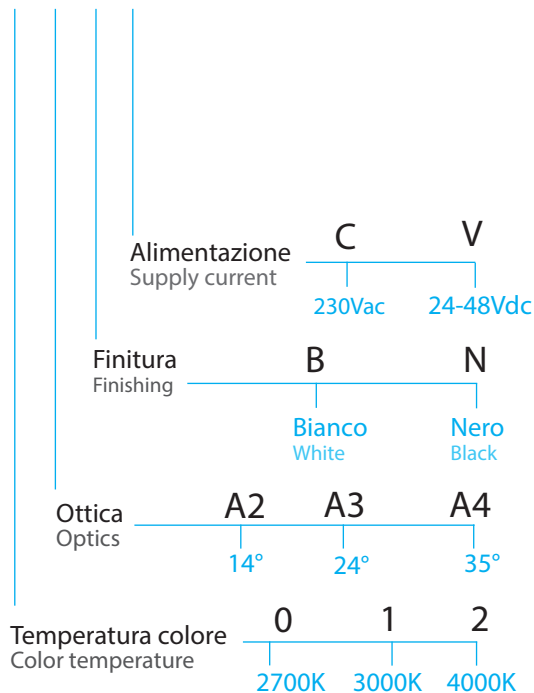 C V
Alimentazione
Supply current
230Vac 24-48Vdc
B N
Finitura
Finishing
Bianco Nero
White Black
A2 A3 A4
Ottica
Optics
14° 24° 35°
0 1 2
Temperatura colore
Color temperature
2700K 3000K 4000K